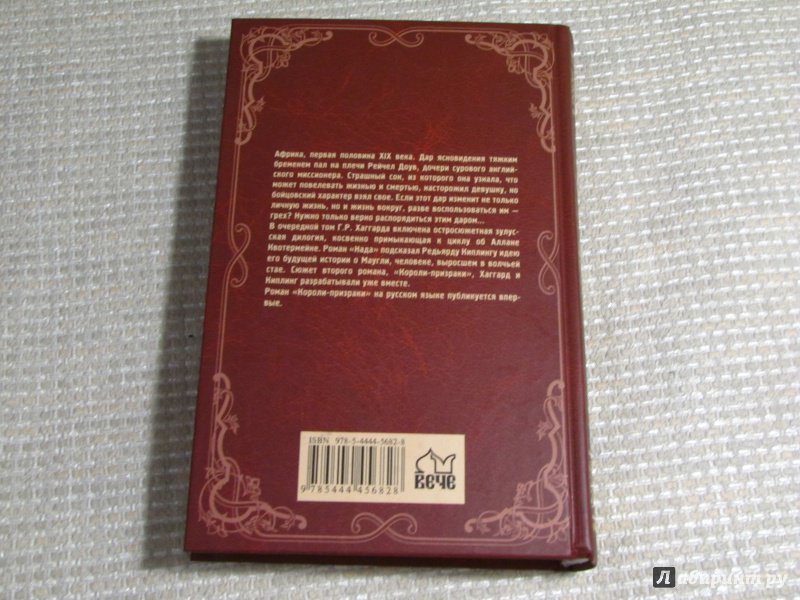 Африка, первая половина XIX века. Дар ясновидения тяжким
бременем пал на плечи Рейчел Доув, дочери сурового англий-
ского миссионера. Страшный сон, из которого она узнала, что
может повелевать жизнью и смертью, насторожил девушку, но
бойцовский характер взял свое. Если этот дар изменит не только
личную жизнь, но и жизнь вокруг, разве воспользоваться им —
грех? Нужно только верно распорядиться этим даром...
В очередной том Г.Р. Хаггарда включена остросюжетная зулус-
ская дилогия, косвенно примыкающая к циклу об Аллане
Квотермейне. Роман «Нада» подсказал Редьярду Киплингу идею
его будущей истории о Маугли, человеке, выросшем в волчьей
стае. Сюжет второго романа, «Короли-призраки», Хаггард и
Киплинг разрабатывали уже вместе.
Роман «Короли-призраки» на русском языке публикуется впер-
вые.
ISBN 978-5-4444-5682-8
9 785444 456828
ВЕЧЕ
Лабиринт.ру